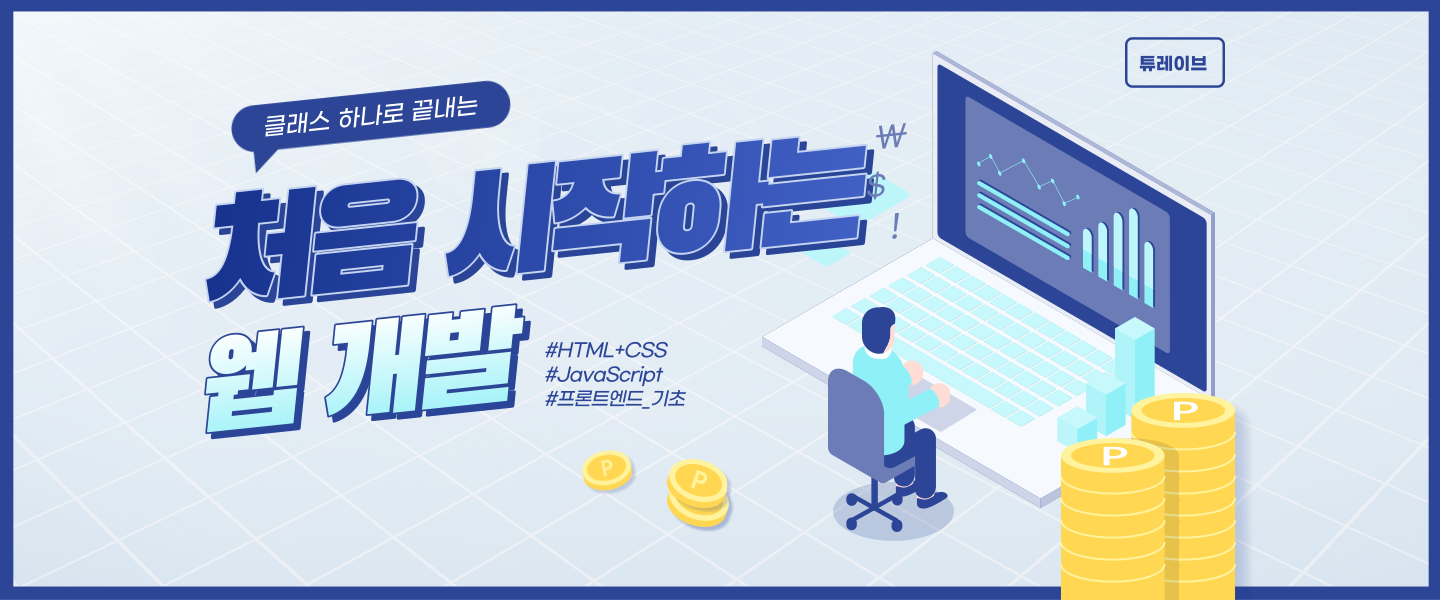 튜레이브
클래스 하나로 끝내는
처음 시작하는
웹 개발
#HTML+CSS
#JavaScript
#프론트엔드_기초
₩
$
!
P
P
P
P